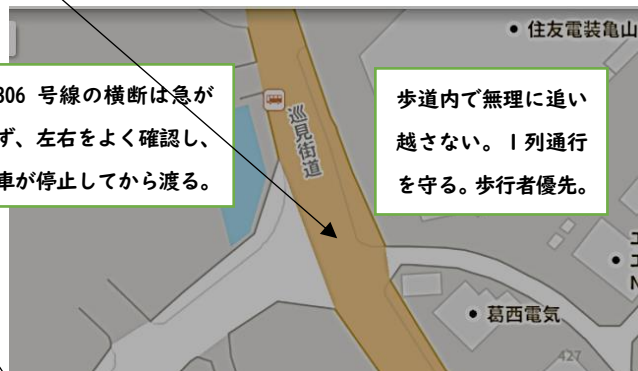 住友電装亀山
306 号線の横断は急が
ず、左右をよく確認し、
車が停止してから渡る。
巡見街道
歩道内で無理に追い
越さない。1列通行
を守る。歩行者優先。
エ
エ
N
葛西電気
427